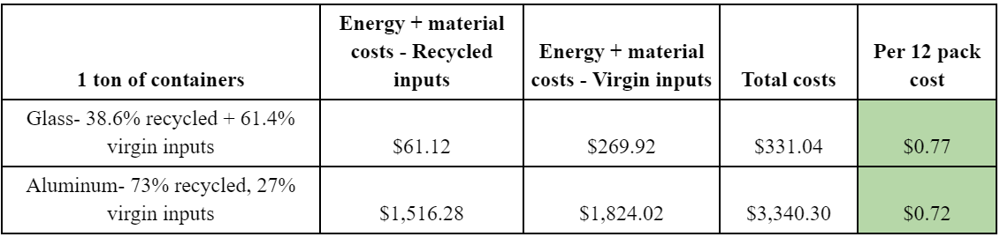 1 ton of containers
Energy + material
costs - Recycled
inputs
Energy + material
costs - Virgin inputs
Total costs
Per 12 pack
cost
Glass- 38.6% recycled + 61.4%
virgin inputs
$61.12
$269.92
$331.04
$0.77
Aluminum- 73% recycled, 27%
virgin inputs
$1,516.28
$1,824.02
$3,340.30
$0.72